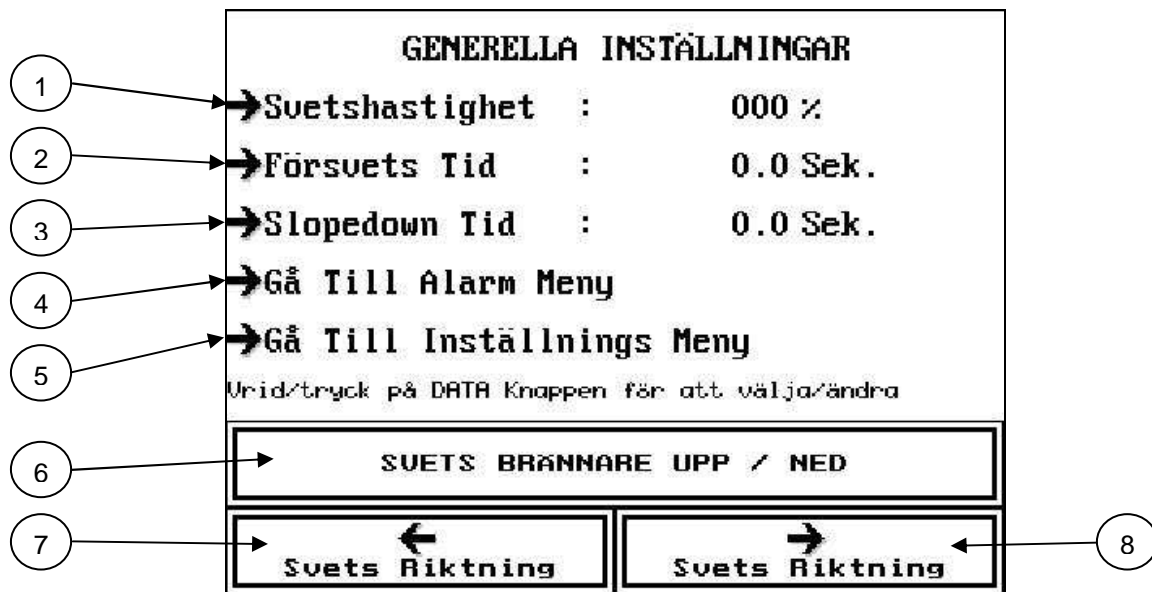 GENERELLA INSTÄLLNINGAR
1 →Svetshastighet : 000 %
2 →Försvets Tid : 0.0 Sek.
3 →Slopedown Tid : 0.0 Sek.
4 →Gå Till Alarm Meny
5 →Gå Till Inställnings Meny
Vrid/tryck på DATA Knappen för att välja/ändra
6 SVETS BRÄNNARE UPP / NED
7 ← Svets Riktning
→ Svets Riktning 8